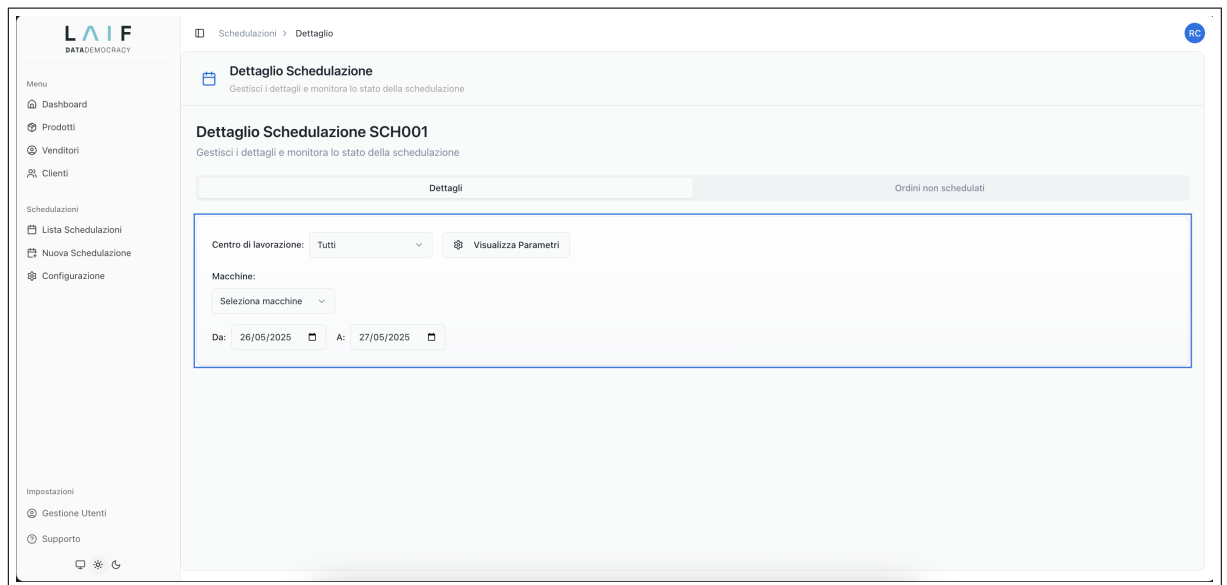 LAIF
DATADEMOCRACY
Menu
Dashboard
Prodotti
Venditori
Clienti
Schedulazioni
Lista Schedulazioni
Nuova Schedulazione
Configurazione
Impostazioni
Gestione Utenti
Supporto
Schedulazioni > Dettaglio
RC
Dettaglio Schedulazione
Gestisci i dettagli e monitora lo stato della schedulazione
Dettaglio Schedulazione SCH001
Gestisci i dettagli e monitora lo stato della schedulazione
Dettagli Ordini non schedulati
Centro di lavorazione: Tutti Visualizza Parametri
Macchine:
Seleziona macchine
Da: 26/05/2025 A: 27/05/2025